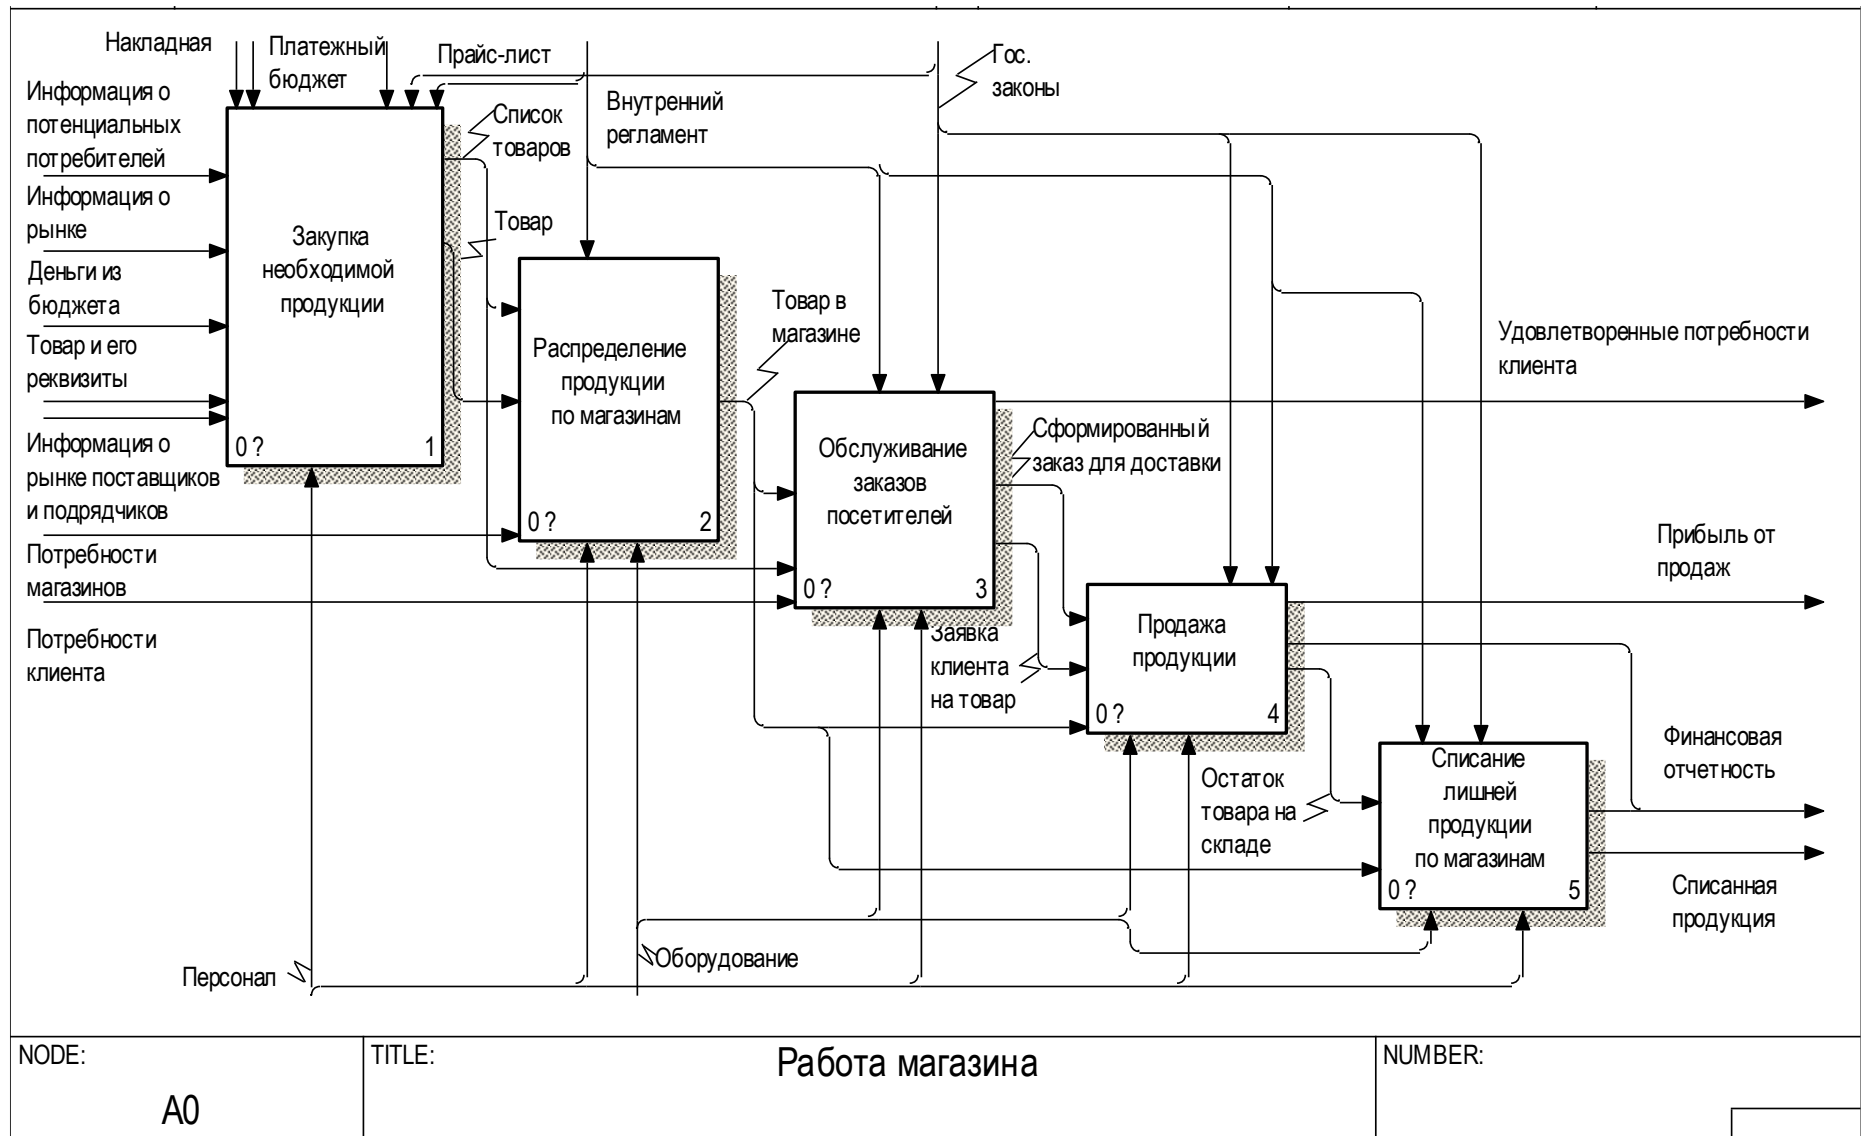 Накладная
Платежный
бюджет
Прайс-лист
Гос.
законы
Информация о
потенциальных
потребителей
Список
товаров
Внутренний
регламент
Информация о
рынке
Товар
Закупка
необходимой
продукции
0 ?
1
Деньги из
бюджета
Товар и его
реквизиты
Информация о
рынке поставщиков
и подрядчиков
Потребности
магазинов
Потребности
клиента
Распределение
продукции
по магазинам
0 ?
2
Товар в
магазине
Обслуживание
заказов
посетителей
0 ?
3
Удовлетворенные потребности
клиента
Сформированный
заказ для доставки
Заявка
клиента
на товар
Продажа
продукции
0 ?
4
Прибыль от
продаж
Остаток
товара на
складе
Списание
лишней
продукции
по магазинам
0 ?
5
Финансовая
отчетность
Списанная
продукция
Персонал
Оборудование
NODE:
A0
TITLE:
Работа магазина
NUMBER: